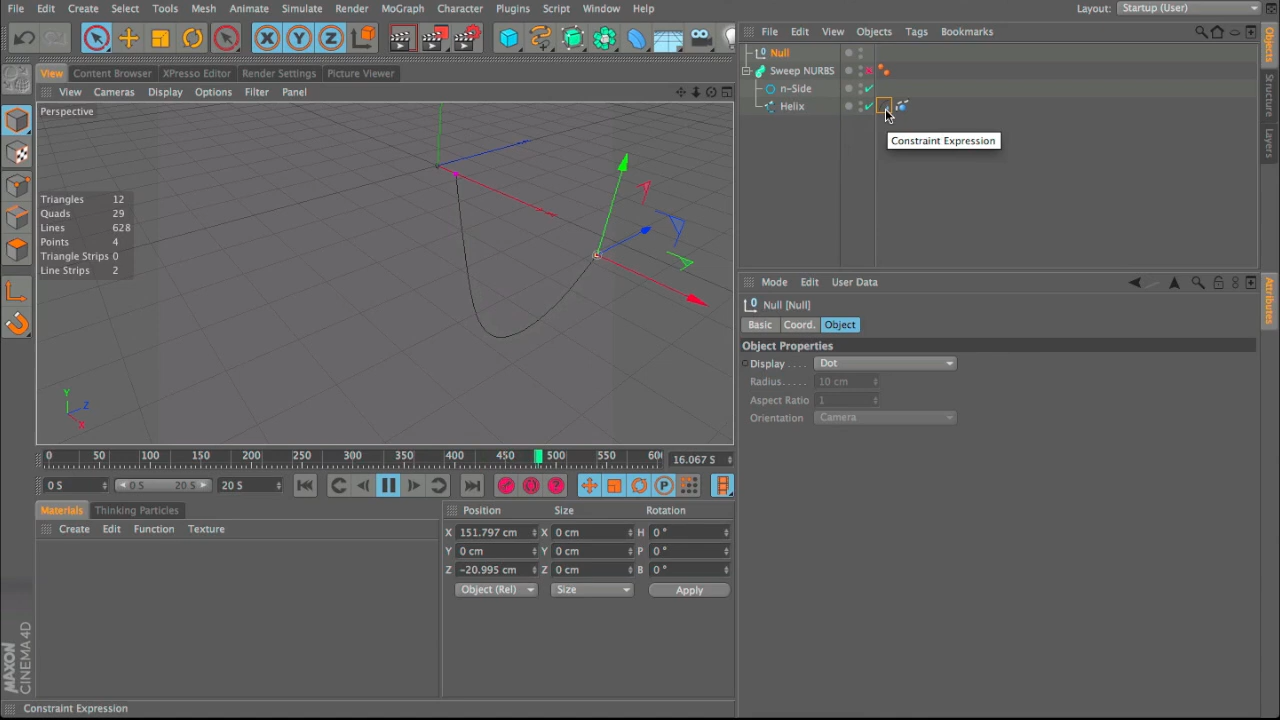 File Edit Create Select Tools Mesh Animate Simulate Render MoGraph Character Plugins Script Window Help Layout: Startup (User)
X Y Z
File Edit View Objects Tags Bookmarks
View Content Browser XPresso Editor Render Settings Picture Viewer
View Cameras Display Options Filter Panel
Perspective
Triangles 12
Quads 29
Lines 628
Points 4
Triangle Strips 0
Line Strips 2
Y
Z
X
Null
Sweep NURBS
n-Side
Helix
Constraint Expression
Objects
Structure
Layers
Mode Edit User Data
Attributes
Null [Null]
Basic Coord. Object
Object Properties
Display . . . . Dot
Radius. . . . . 10 cm
Aspect Ratio 1
Orientation Camera
0 50 100 150 200 250 300 350 400 450 500 550 60
16.067 S
0 S 0 S 20 S 20 S
P
Materials Thinking Particles
Create Edit Function Texture
Position Size Rotation
X 151.797 cm X 0 cm H 0 °
Y 0 cm Y 0 cm P 0 °
Z -20.995 cm Z 0 cm B 0 °
Object (Rel) Size Apply
MAXON
CINEMA 4D
Constraint Expression